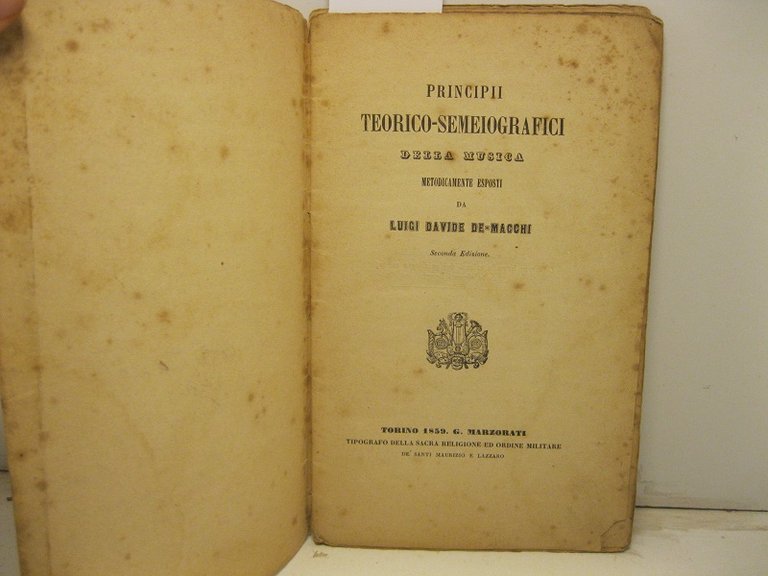 PRINCIPII
TEORICO-SEMEIOGRAFICI
DELLA MUSICA
METODICAMENTE ESPOSTI
DA
LUIGI DAVIDE DE-MACCHI
Seconda Edizione.
TORINO 1859. G. MARZORATI
TIPOGRAFO DELLA SACRA RELIGIONE ED ORDINE MILITARE
DE' SANTI MAURIZIO E LAZZARO